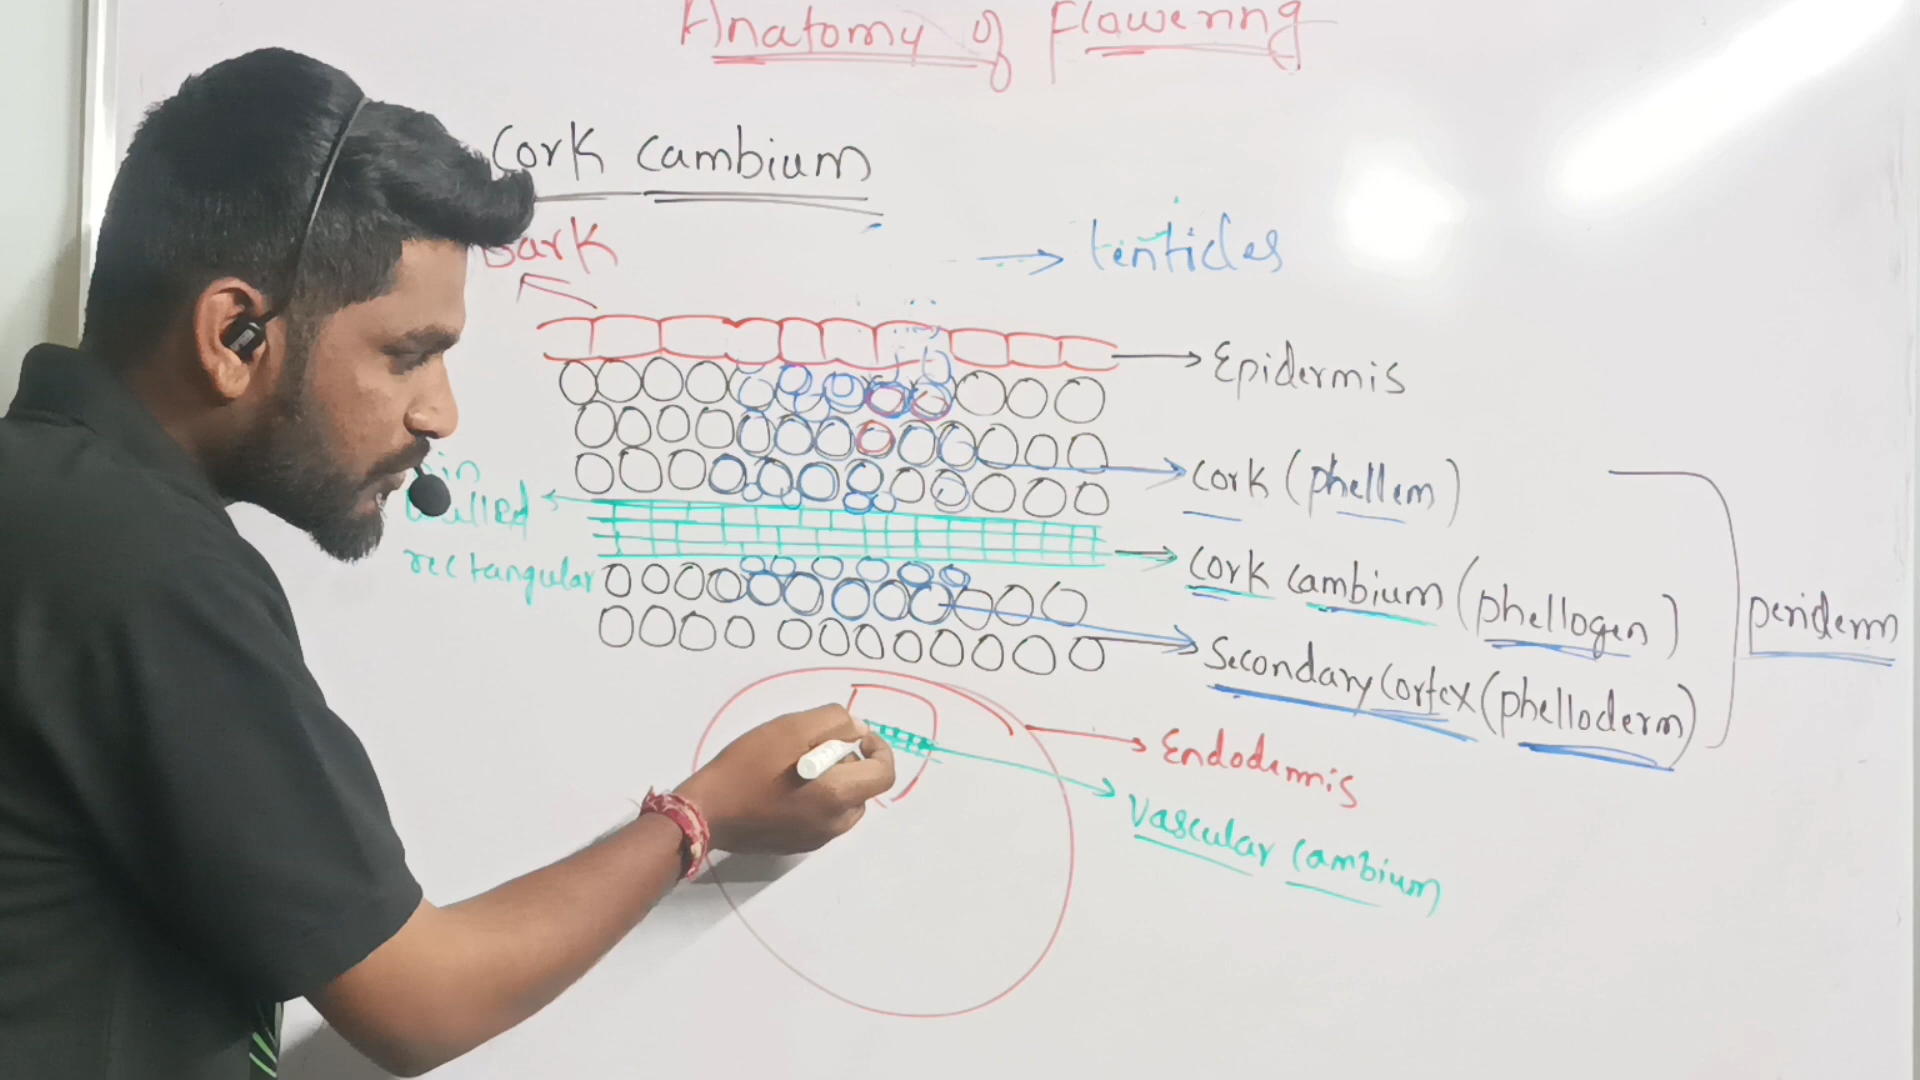 Anatomy of Flowering
Cork cambium
Bark
→ lenticles
Epidermis
cork (phellem)
walled
rectangular
cork cambium (phellogen)
periderm
Secondary cortex (phelloderm)
Endodermis
Vascular cambium